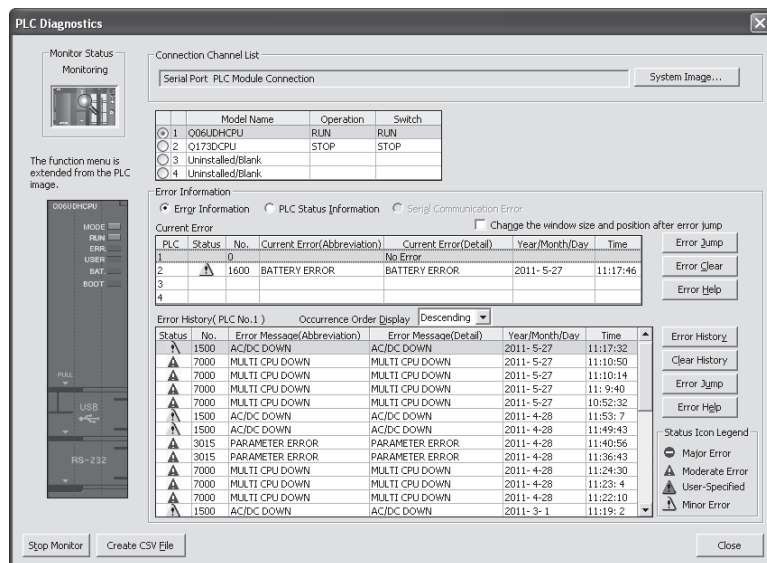 PLC Diagnostics
Monitor Status
Monitoring
The function menu is
extended from the PLC
image.
Q06UDHCPU
MODE
RUN
ERR.
USER
BAT.
BOOT
PULL
USB
RS-232
Connection Channel List
Serial Port PLC Module Connection
System Image...
Model Name Operation Switch
1 Q06UDHCPU RUN RUN
2 Q173DCPU STOP STOP
3 Uninstalled/Blank
4 Uninstalled/Blank
Error Information
Error Information PLC Status Information Serial Communication Error
Change the window size and position after error jump
Current Error
PLC Status No. Current Error(Abbreviation) Current Error(Detail) Year/Month/Day Time
1 0 No Error
2 1600 BATTERY ERROR BATTERY ERROR 2011- 5-27 11:17:46
3
4
Error Jump
Error Clear
Error Help
Error History( PLC No.1 ) Occurrence Order Display Descending
Status No. Error Message(Abbreviation) Error Message(Detail) Year/Month/Day Time
1500 AC/DC DOWN AC/DC DOWN 2011- 5-27 11:17:32
7000 MULTI CPU DOWN MULTI CPU DOWN 2011- 5-27 11:10:50
7000 MULTI CPU DOWN MULTI CPU DOWN 2011- 5-27 11:10:14
7000 MULTI CPU DOWN MULTI CPU DOWN 2011- 5-27 11: 9:40
7000 MULTI CPU DOWN MULTI CPU DOWN 2011- 5-27 10:52:32
1500 AC/DC DOWN AC/DC DOWN 2011- 4-28 11:53: 7
1500 AC/DC DOWN AC/DC DOWN 2011- 4-28 11:49:43
3015 PARAMETER ERROR PARAMETER ERROR 2011- 4-28 11:40:56
3015 PARAMETER ERROR PARAMETER ERROR 2011- 4-28 11:36:43
7000 MULTI CPU DOWN MULTI CPU DOWN 2011- 4-28 11:24:30
7000 MULTI CPU DOWN MULTI CPU DOWN 2011- 4-28 11:23: 4
7000 MULTI CPU DOWN MULTI CPU DOWN 2011- 4-28 11:22:10
1500 AC/DC DOWN AC/DC DOWN 2011- 3- 1 11:19: 2
Error History
Clear History
Error Jump
Error Help
Status Icon Legend
Major Error
Moderate Error
User-Specified
Minor Error
Stop Monitor
Create CSV File
Close